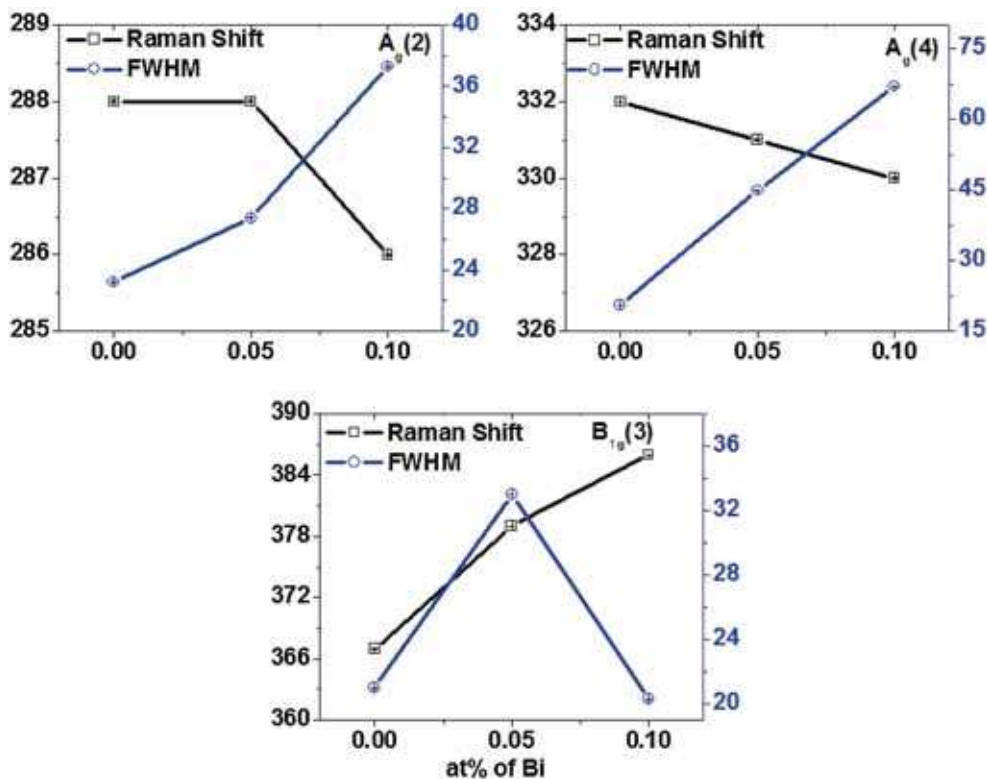 289
288
287
286
285
Raman Shift
FWHM
Ag(2)
40
36
32
28
24
20
0.00 0.05 0.10
334
332
330
328
326
Raman Shift
FWHM
Ag(4)
75
60
45
30
15
0.00 0.05 0.10
390
384
378
372
366
360
Raman Shift
FWHM
B1g(3)
36
32
28
24
20
0.00 0.05 0.10
at% of Bi